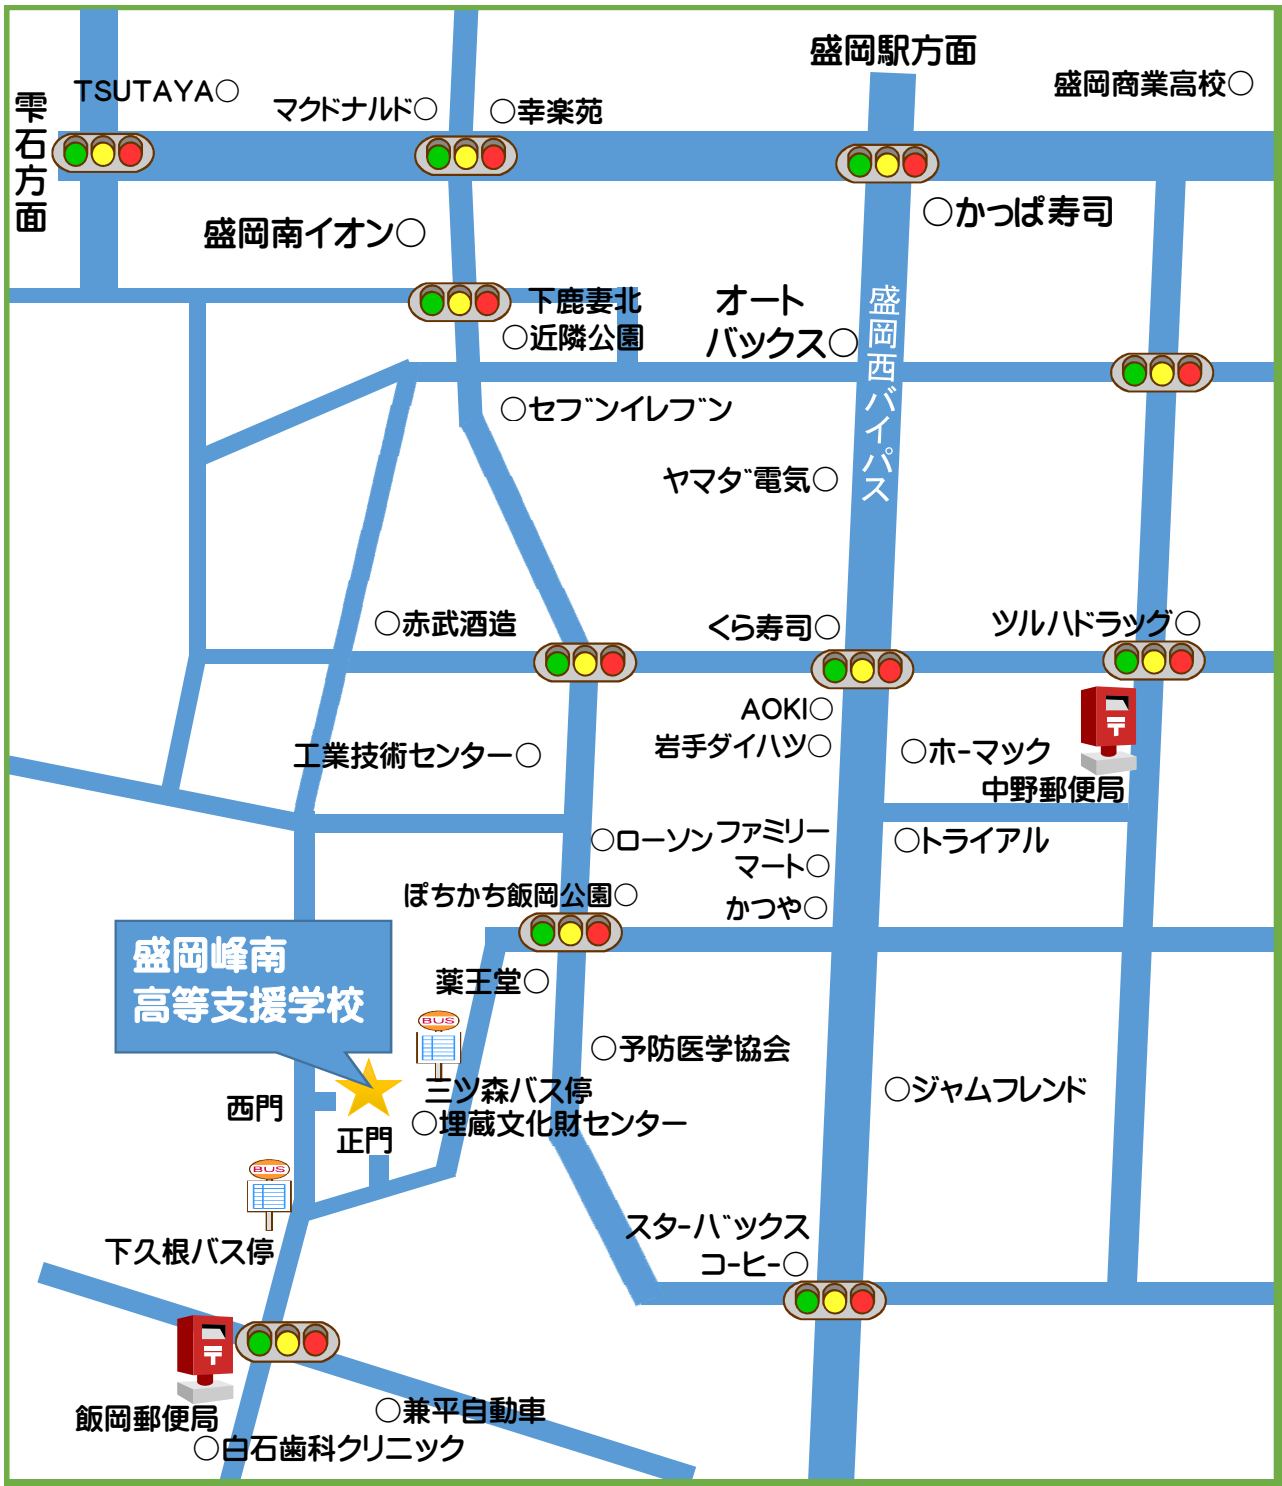 盛岡駅方面
盛岡商業高校○
TSUTAYA○
マクドナルド○
○幸楽苑
雫石方面
○かっぱ寿司
盛岡南イオン○
下鹿妻北
○近隣公園
オート
バックス○
盛岡西バイパス
○セブンイレブン
ヤマダ電気○
○赤武酒造
くら寿司○
ツルハドラッグ○
AOKI○
岩手ダイハツ○
工業技術センター○
○ホーマック
中野郵便局
○ローソン
ファミリー
マート○
○トライアル
ぽちかち飯岡公園○
かつや○
盛岡峰南
高等支援学校
薬王堂○
BUS
○予防医学協会
三ツ森バス停
○埋蔵文化財センター
○ジャムフレンド
西門
正門
BUS
下久根バス停
スターバックス
コーヒー○
飯岡郵便局
○兼平自動車
○白石歯科クリニック